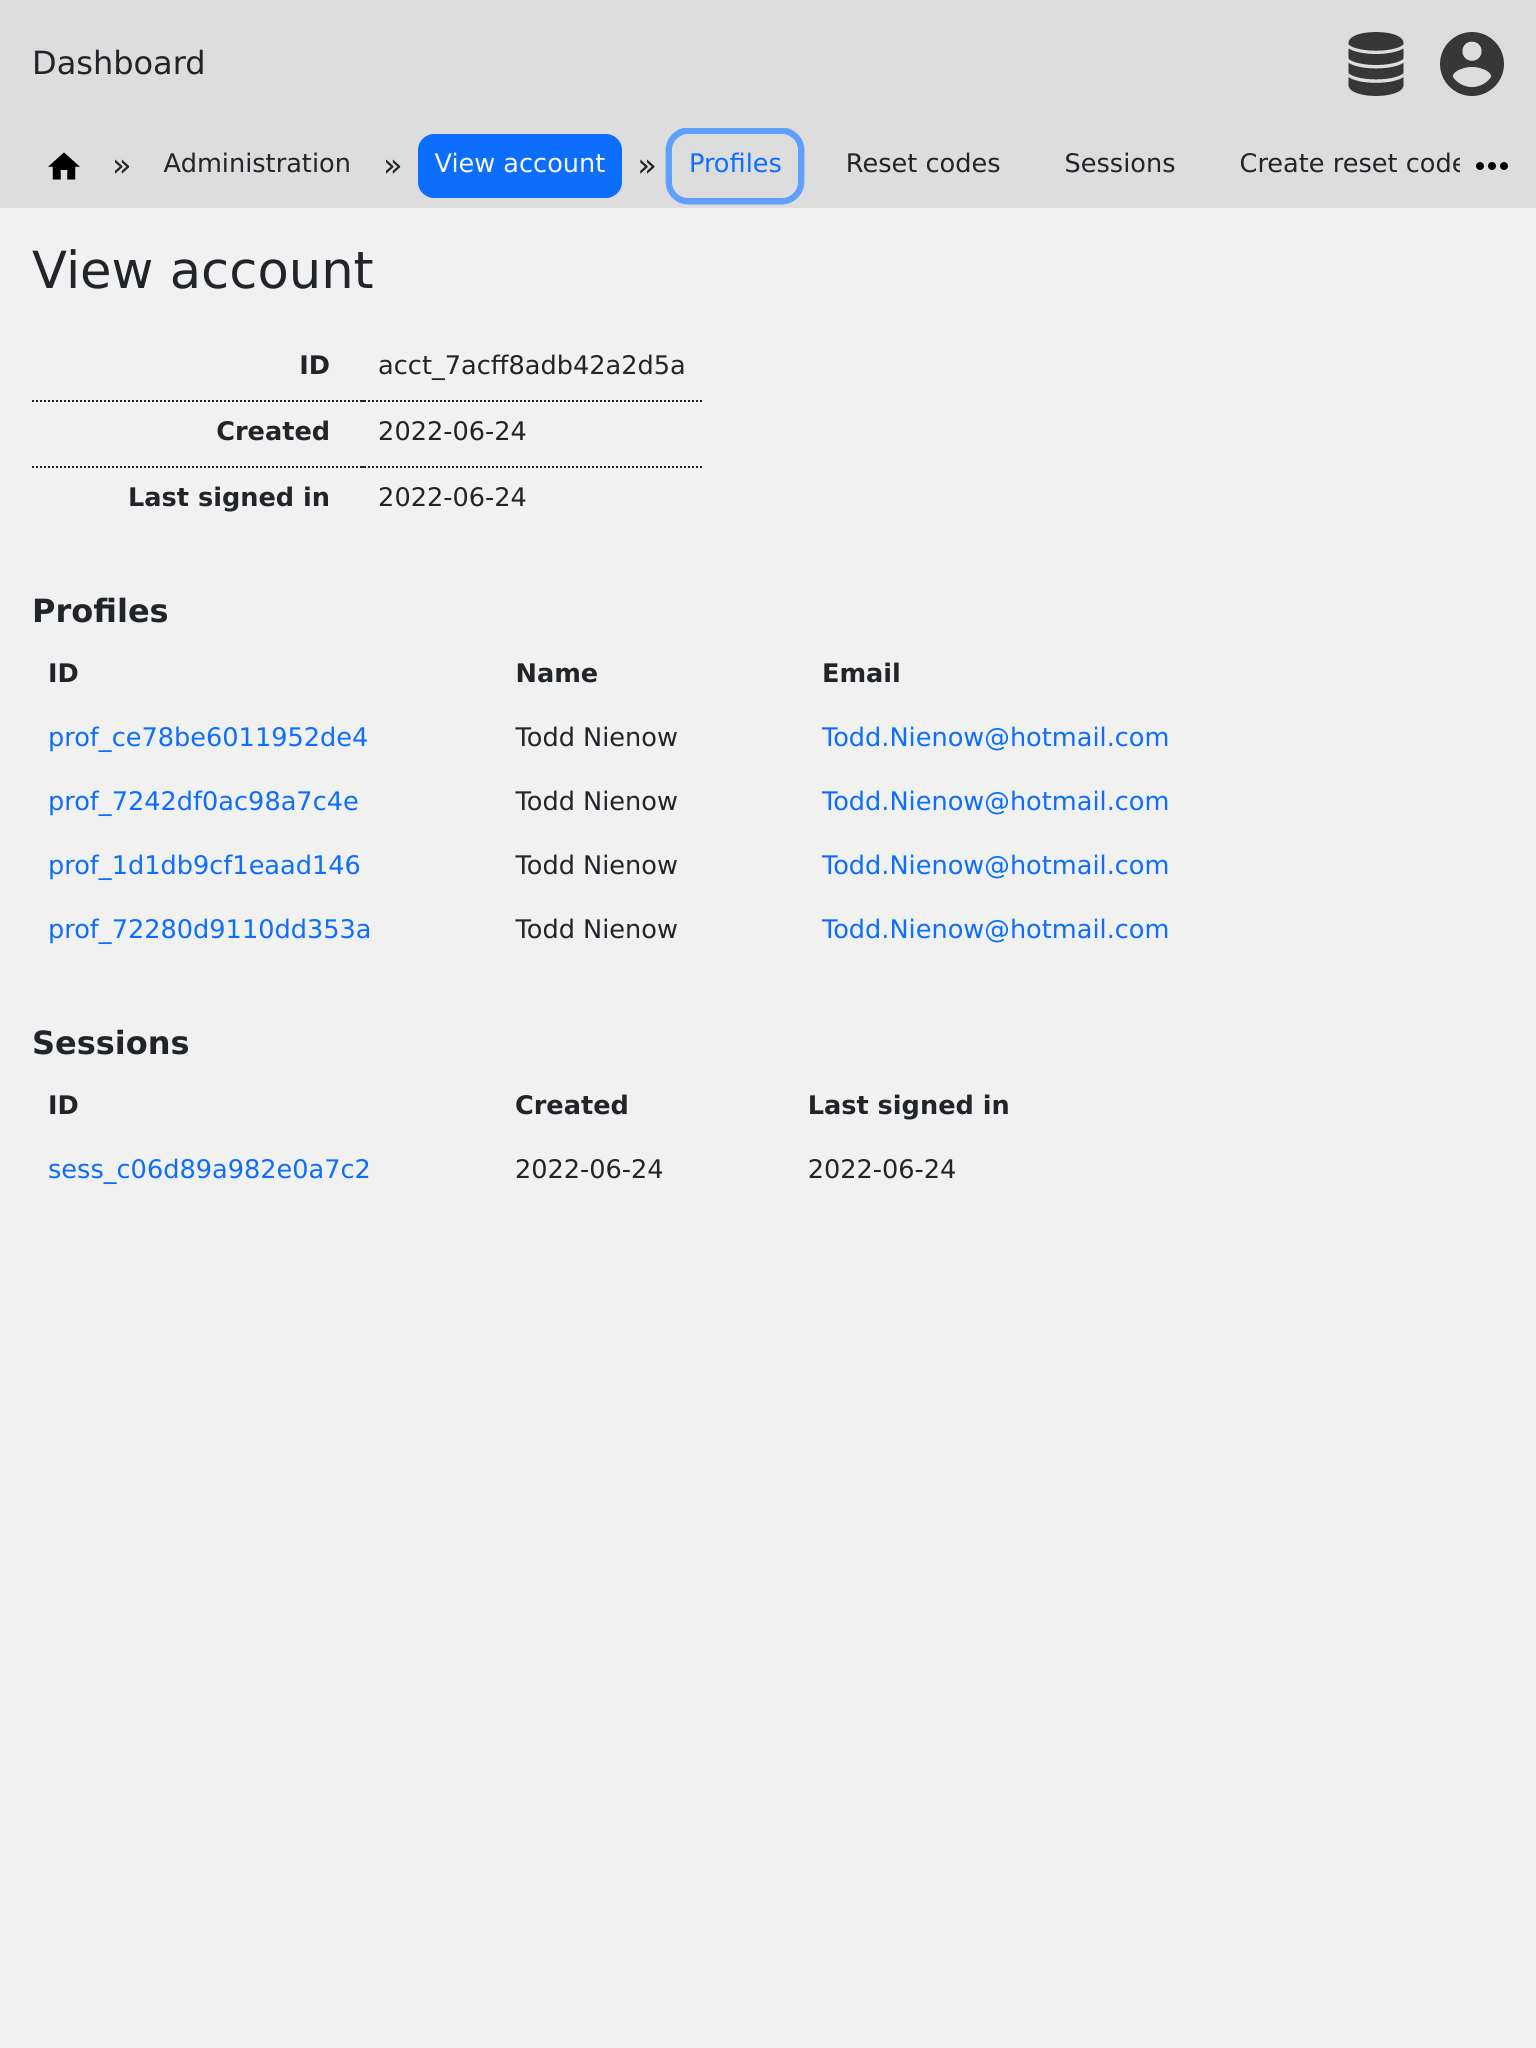 Dashboard
» Administration » View account » Profiles Reset codes Sessions Create reset code
View account
ID acct_7acff8adb42a2d5a
Created 2022-06-24
Last signed in 2022-06-24
Profiles
ID Name Email
prof_ce78be6011952de4 Todd Nienow Todd.Nienow@hotmail.com
prof_7242df0ac98a7c4e Todd Nienow Todd.Nienow@hotmail.com
prof_1d1db9cf1eaad146 Todd Nienow Todd.Nienow@hotmail.com
prof_72280d9110dd353a Todd Nienow Todd.Nienow@hotmail.com
Sessions
ID Created Last signed in
sess_c06d89a982e0a7c2 2022-06-24 2022-06-24